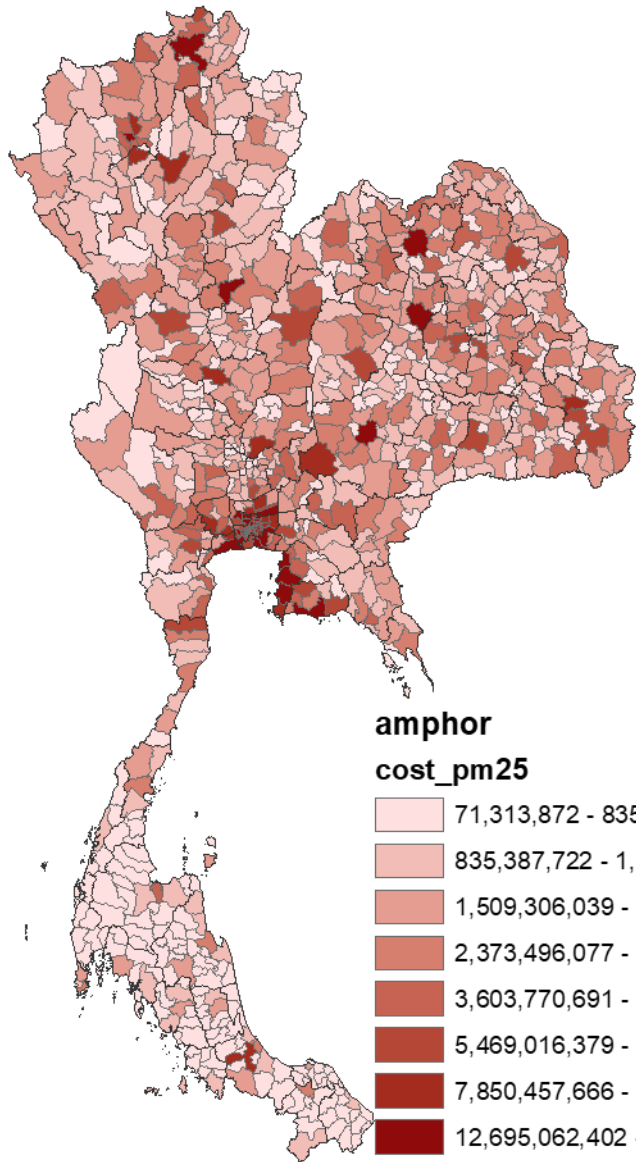 amphor
cost_pm25
71,313,872 - 835
835,387,722 - 1,
1,509,306,039 -
2,373,496,077 -
3,603,770,691 -
5,469,016,379 -
7,850,457,666 -
12,695,062,402 -